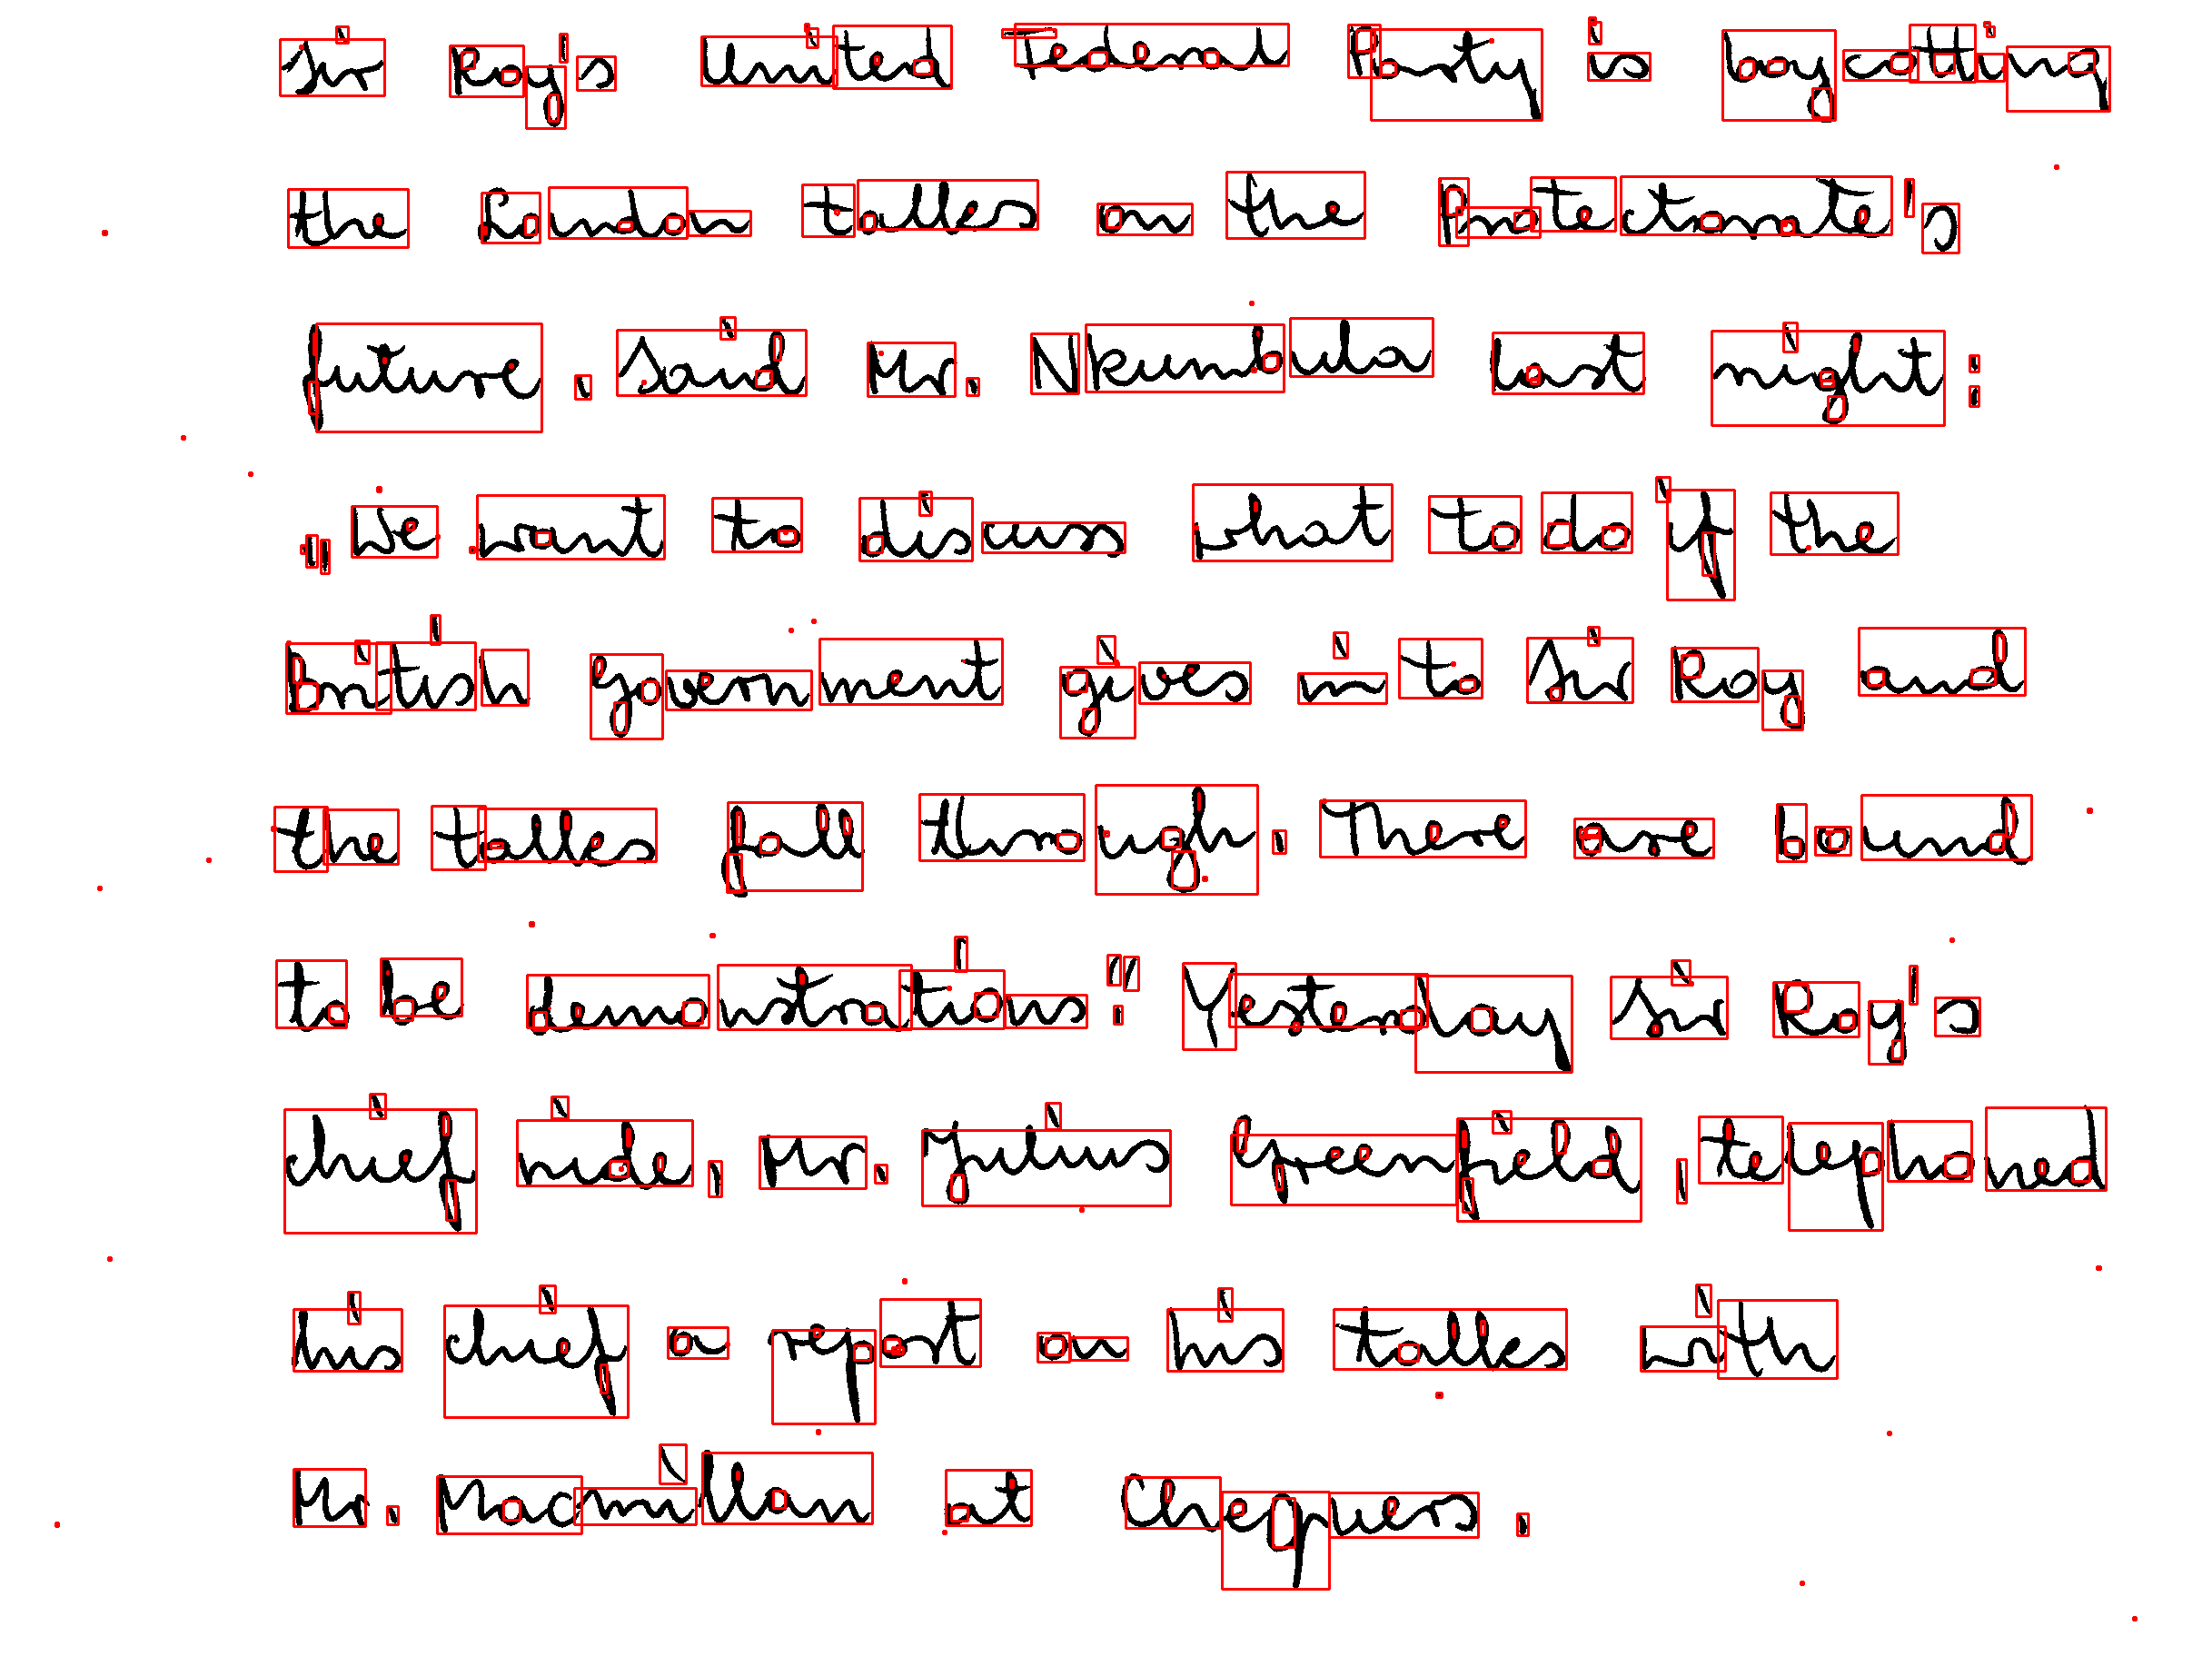 Sir Roy's United Federal Party is boycotting
the London talks on the Protectorate's
future. Said Mr. Nkumbula last night:
"We want to discuss what to do if the
British Government gives in to Sir Roy and
the talks fall through. There are bound
to be demonstrations." Yesterday Sir Roy's
chief aide, Mr. Julius Greenfield, telephoned
his chief a report on his talks with
Mr. Macmillan at Chequers.